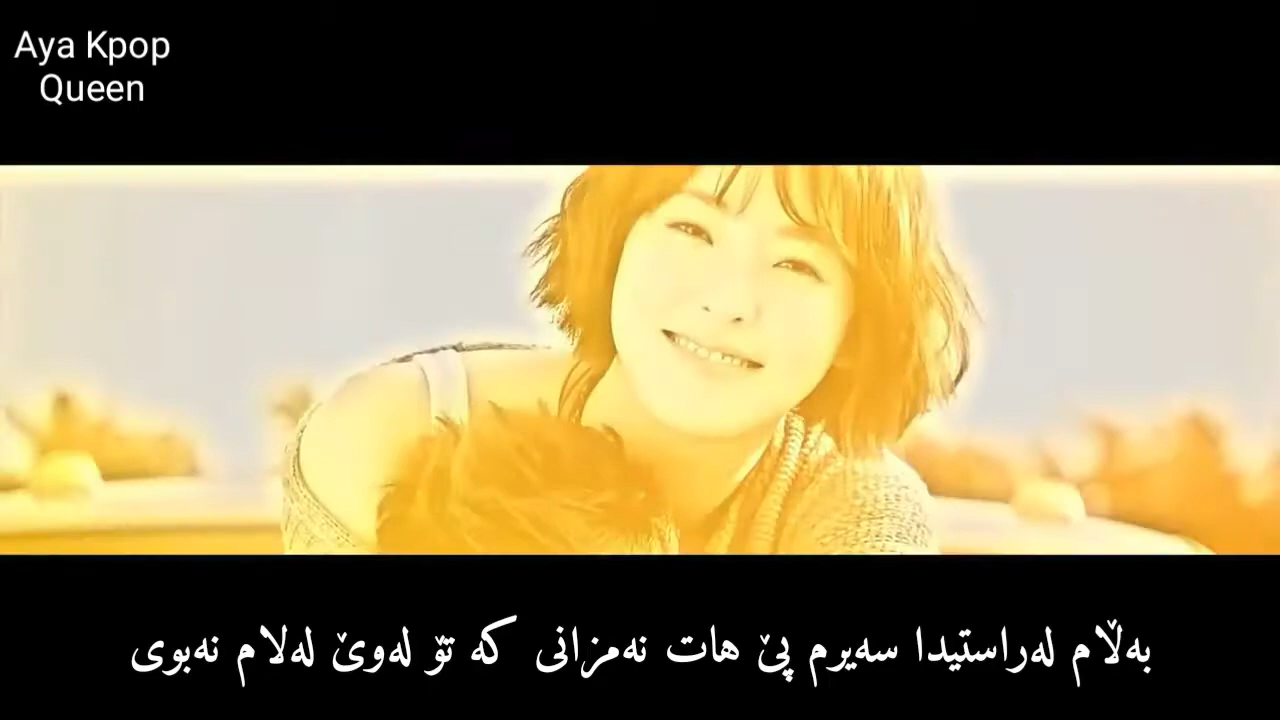 Aya Kpop
Queen
بەڵام لەراستیدا سەیرم پێ هات نەمزانی کە تۆ لەوێ لەلام نەبوی